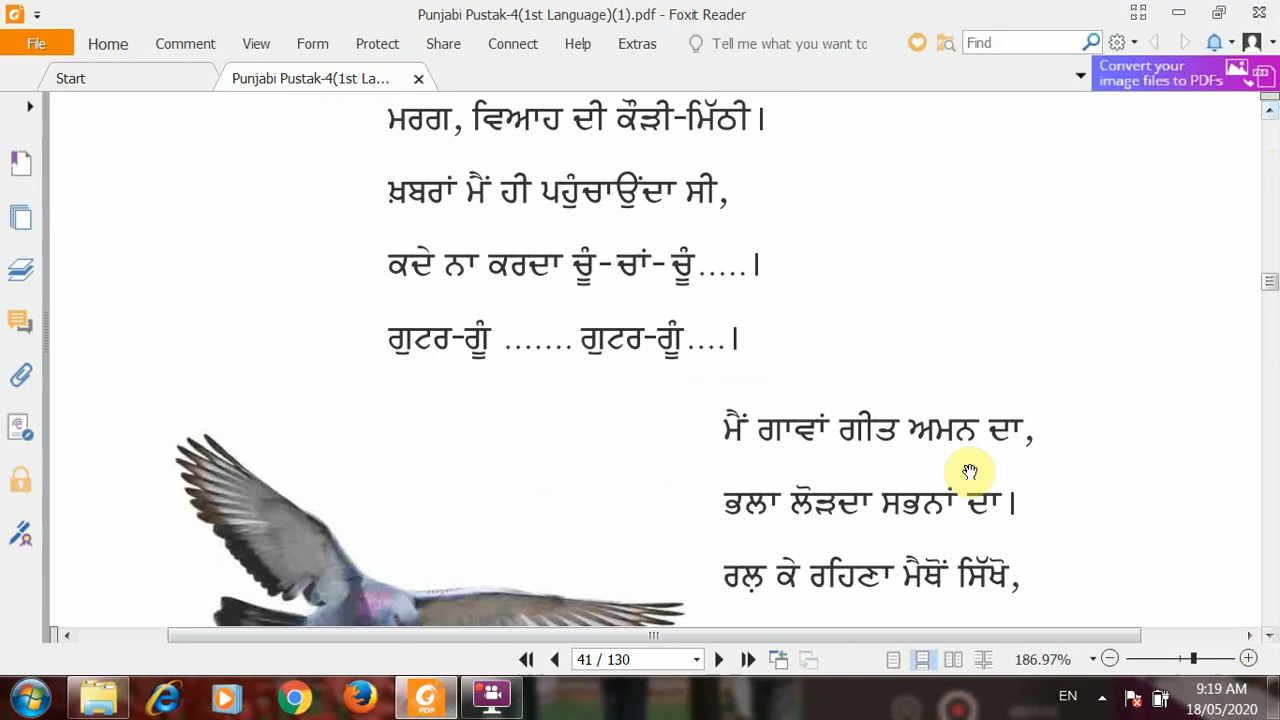 Punjabi Pustak-4(1st Language)(1).pdf - Foxit Reader
File Home Comment View Form Protect Share Connect Help Extras Tell me what you want to Find
Start Punjabi Pustak-4(1st La... Convert your
image files to PDFs
ਮਰਗ, ਵਿਆਹ ਦੀ ਕੌੜੀ-ਮਿੱਠੀ।
ਖ਼ਬਰਾਂ ਮੈਂ ਹੀ ਪਹੁੰਚਾਉਂਦਾ ਸੀ,
ਕਦੇ ਨਾ ਕਰਦਾ ਚੂੰ-ਚਾਂ-ਚੂੰ.....।
ਗੁਟਰ-ਗੂੰ ....... ਗੁਟਰ-ਗੂੰ....।
ਮੈਂ ਗਾਵਾਂ ਗੀਤ ਅਮਨ ਦਾ,
ਭਲਾ ਲੋੜਦਾ ਸਭਨਾਂ ਦਾ।
ਰਲ਼ ਕੇ ਰਹਿਣਾ ਮੈਥੋਂ ਸਿੱਖੋ,
41 / 130 186.97%
EN 9:19 AM
18/05/2020